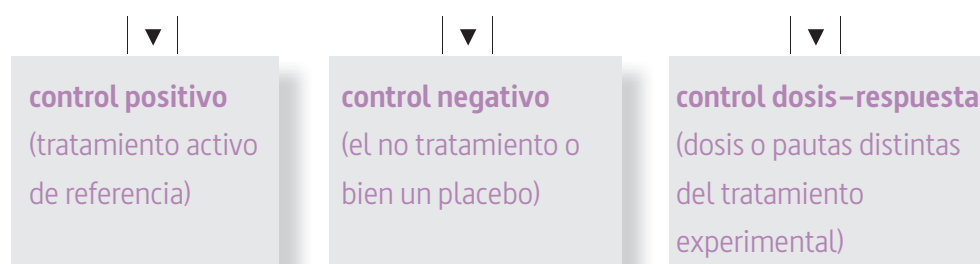 control positivo
(tratamiento activo
de referencia)
control negativo
(el no tratamiento o
bien un placebo)
control dosis–respuesta
(dosis o pautas distintas
del tratamiento
experimental)